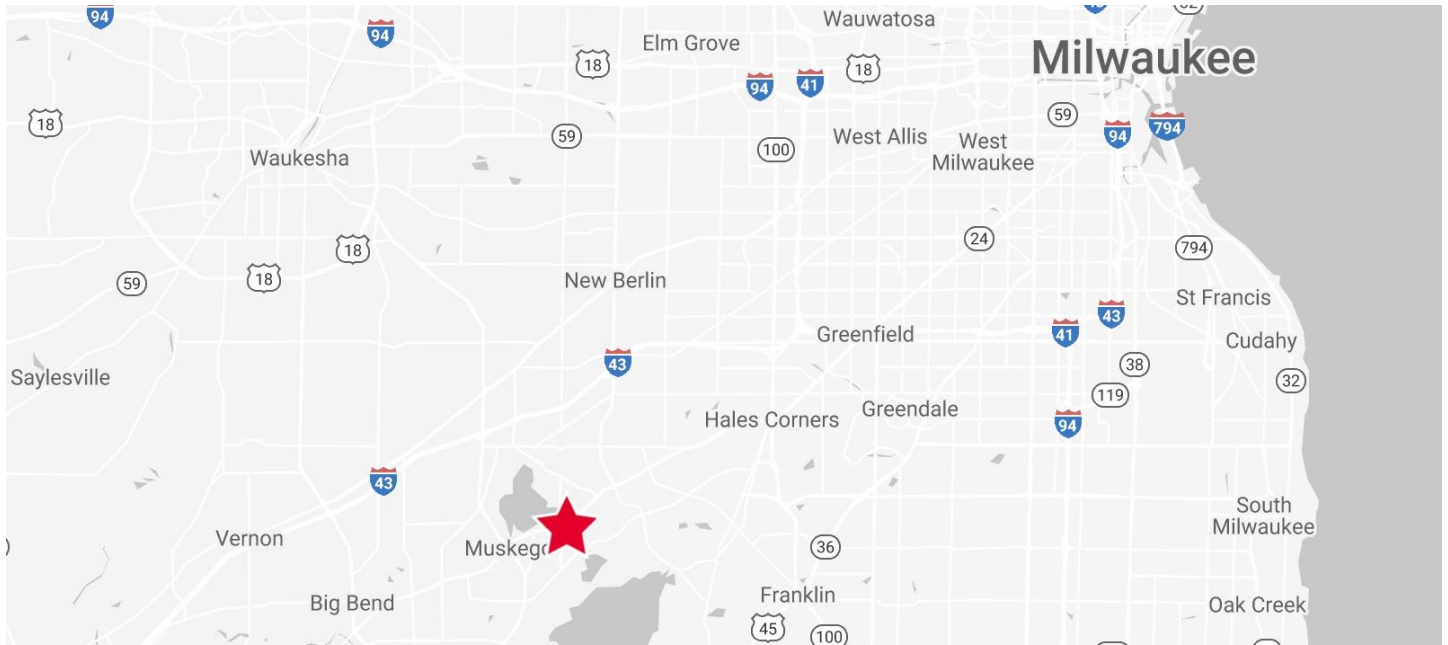 94
94
Wauwatosa
Elm Grove
Milwaukee
18
94
41
18
18
59
100
West Allis
59
94
794
Waukesha
West
Milwaukee
18
24
794
59
18
New Berlin
St Francis
43
Greenfield
41
Cudahy
43
38
Saylesville
32
119
Hales Corners
Greendale
94
43
South
Milwaukee
Vernon
Muskego
36
Big Bend
Franklin
Oak Creek
45
100